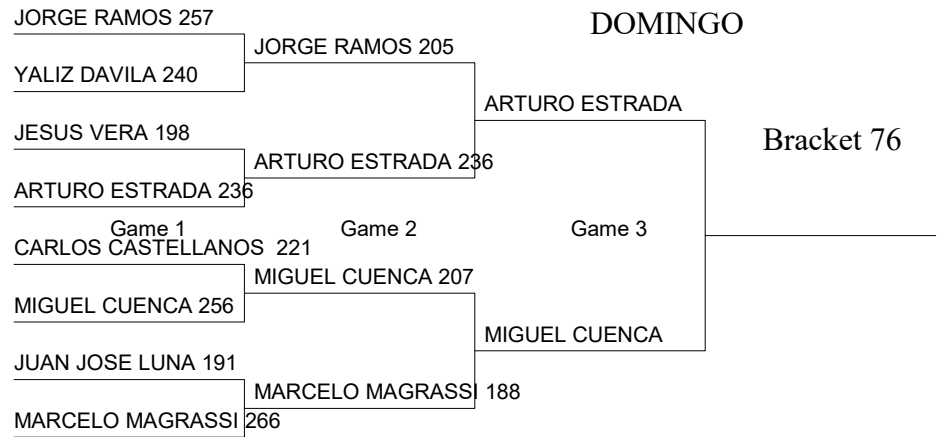 JORGE RAMOS 257
DOMINGO
JORGE RAMOS 205
YALIZ DAVILA 240
ARTURO ESTRADA
JESUS VERA 198
Bracket 76
ARTURO ESTRADA 236
ARTURO ESTRADA 236
Game 1
Game 2
Game 3
CARLOS CASTELLANOS 221
MIGUEL CUENCA 207
MIGUEL CUENCA 256
MIGUEL CUENCA
JUAN JOSE LUNA 191
MARCELO MAGRASSI 188
MARCELO MAGRASSI 266